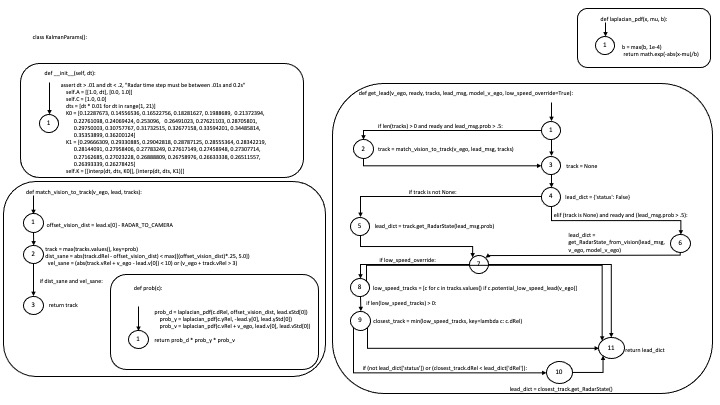 class KalmanParams():
def __init__(self, dt):
assert dt > .01 and dt < .2, "Radar time step must be between .01s and 0.2s"
self.A = [[1.0, dt], [0.0, 1.0]]
self.C = [1.0, 0.0]
dts = [dt * 0.01 for dt in range(1, 21)]
K0 = [0.12287673, 0.14556536, 0.16522756, 0.18281627, 0.1988689, 0.21372394,
0.22761098, 0.24069424, 0.253096, 0.26491023, 0.27621103, 0.28705801,
0.29750003, 0.30757767, 0.31732515, 0.32677158, 0.33594201, 0.34485814,
0.35353899, 0.36200124]
K1 = [0.29666309, 0.29330885, 0.29042818, 0.28787125, 0.28555364, 0.28342219,
0.28144091, 0.27958406, 0.27783249, 0.27617149, 0.27458948, 0.27307714,
0.27162685, 0.27023228, 0.26888809, 0.26758976, 0.26633338, 0.26511557,
0.26393339, 0.26278425]
self.K = [[interp(dt, dts, K0)], [interp(dt, dts, K1)]]
1
def laplacian_pdf(x, mu, b):
1
b = max(b, 1e-4)
return math.exp(-abs(x-mu)/b)
def match_vision_to_track(v_ego, lead, tracks):
1
offset_vision_dist = lead.x[0] - RADAR_TO_CAMERA
2
track = max(tracks.values(), key=prob)
dist_sane = abs(track.dRel - offset_vision_dist) < max([(offset_vision_dist)*.25, 5.0])
vel_sane = (abs(track.vRel + v_ego - lead.v[0]) < 10) or (v_ego + track.vRel > 3)
if dist_sane and vel_sane:
3
return track
def prob(c):
prob_d = laplacian_pdf(c.dRel, offset_vision_dist, lead.xStd[0])
prob_y = laplacian_pdf(c.yRel, -lead.y[0], lead.yStd[0])
prob_v = laplacian_pdf(c.vRel + v_ego, lead.v[0], lead.vStd[0])
1
return prob_d * prob_y * prob_v
def get_lead(v_ego, ready, tracks, lead_msg, model_v_ego, low_speed_override=True):
if len(tracks) > 0 and ready and lead_msg.prob > .5:
1
2
track = match_vision_to_track(v_ego, lead_msg, tracks)
3
track = None
if track is not None:
4
lead_dict = {'status': False}
elif (track is None) and ready and (lead_msg.prob > .5):
5
lead_dict = track.get_RadarState(lead_msg.prob)
lead_dict =
get_RadarState_from_vision(lead_msg,
v_ego, model_v_ego)
6
if low_speed_override:
7
8
low_speed_tracks = [c for c in tracks.values() if c.potential_low_speed_lead(v_ego)]
if len(low_speed_tracks) > 0:
9
closest_track = min(low_speed_tracks, key=lambda c: c.dRel)
11
return lead_dict
if (not lead_dict['status']) or (closest_track.dRel < lead_dict['dRel']):
10
lead_dict = closest_track.get_RadarState()